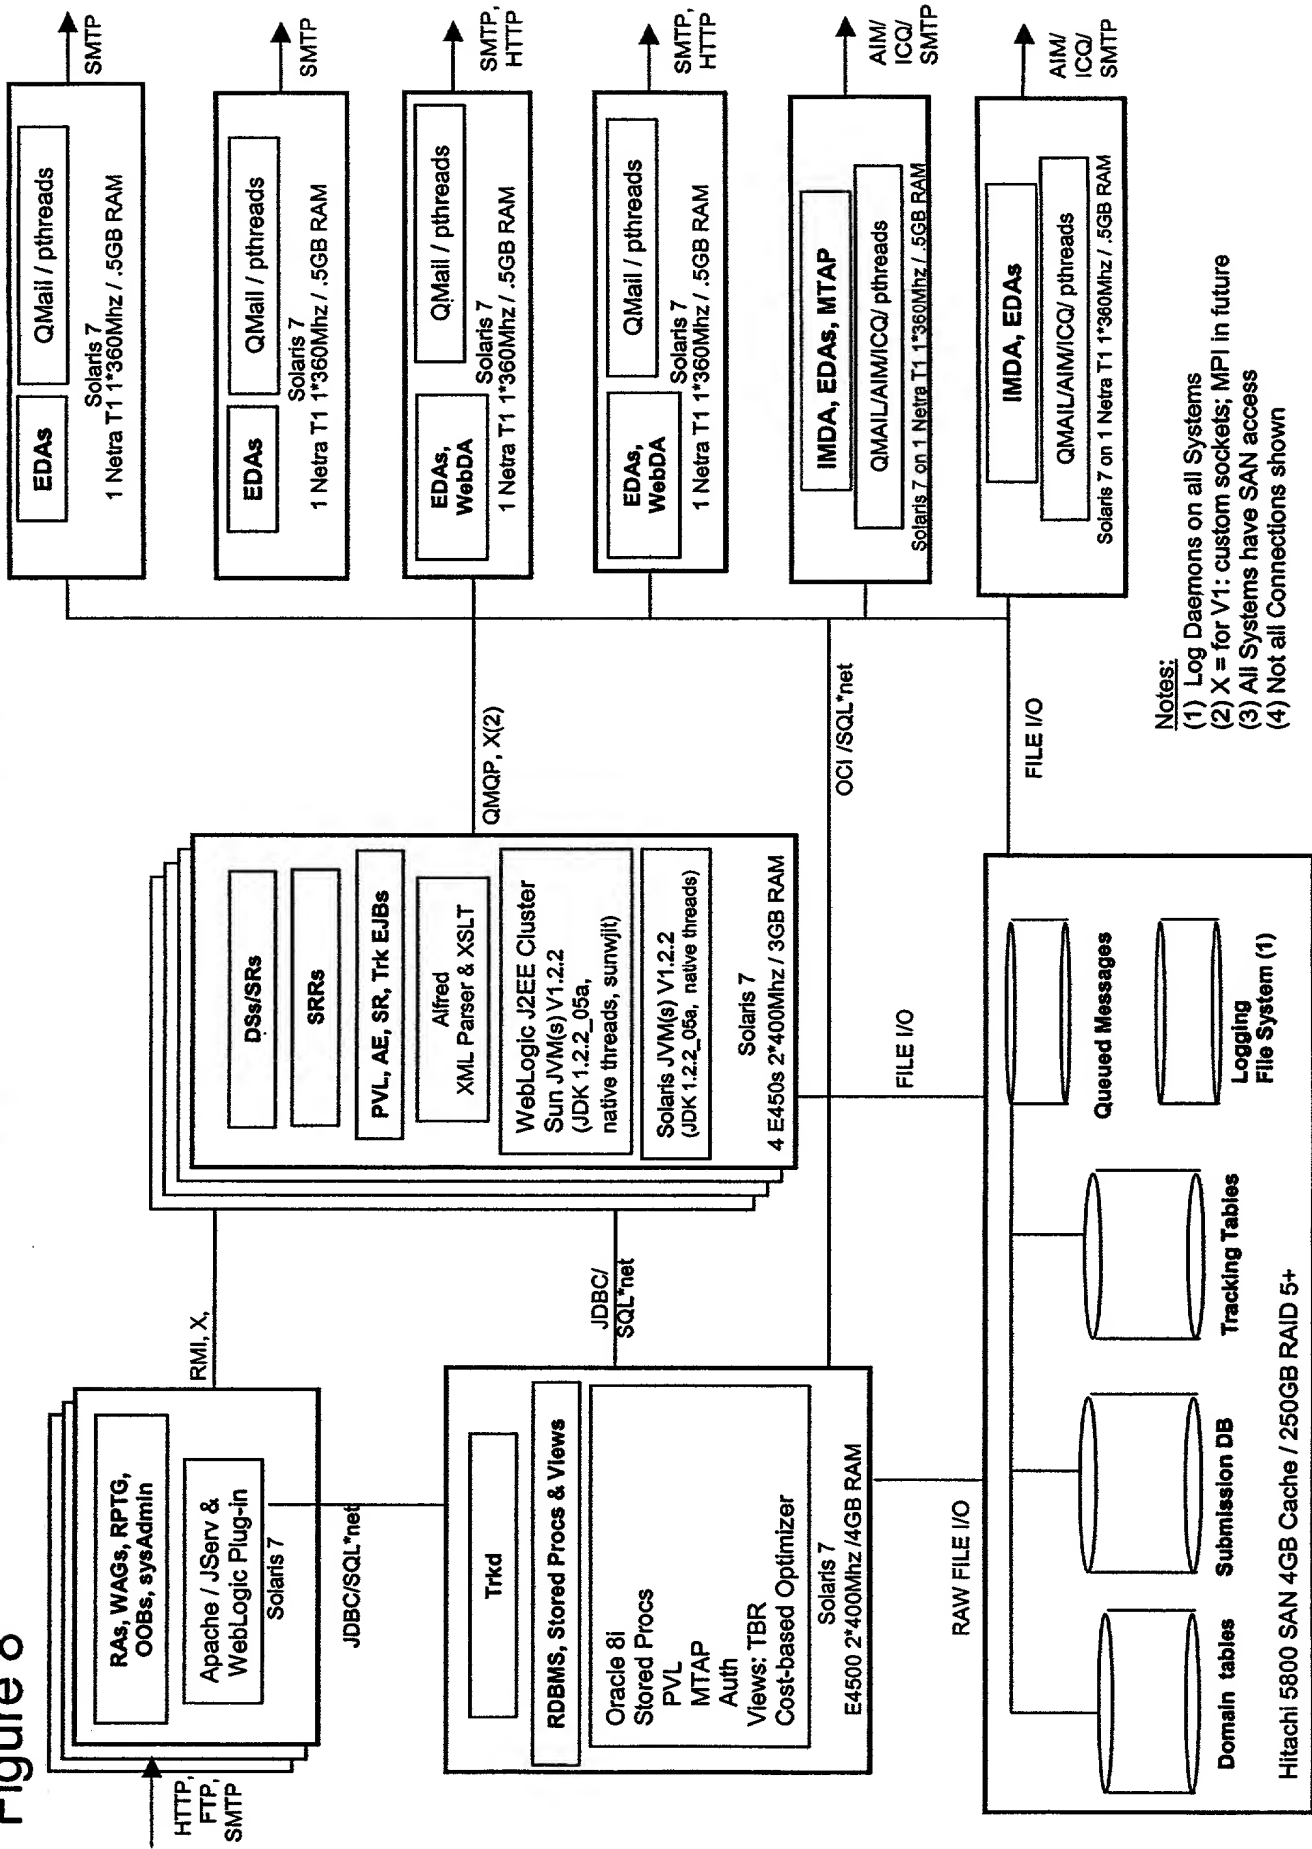 Figure 8
HTTP,
FTP,
SMTP
RAs, WAGs, RPTG,
OOBs, sysAdmin
Apache / JServ &
WebLogic Plug-in
Solaris 7
RMI, X,
JDBC/SQL*net
Trkd
RDBMS, Stored Procs & Views
Oracle 8i
Stored Procs
PVL
MTAP
Auth
Views: TBR
Cost-based Optimizer
Solaris 7
E4500 2*400Mhz /4GB RAM
JDBC/
SQL*net
RAW FILE I/O
DSs/SRs
SRRs
PVL, AE, SR, Trk EJBs
Alfred
XML Parser & XSLT
WebLogic J2EE Cluster
Sun JVM(s) V1.2.2
(JDK 1.2.2_05a,
native threads, sunwjit)
Solaris JVM(s) V1.2.2
(JDK 1.2.2_05a, native threads)
Solaris 7
4 E450s 2*400Mhz / 3GB RAM
QMQP, X(2)
OCI /SQL*net
FILE I/O
FILE I/O
EDAs
QMail / pthreads
Solaris 7
1 Netra T1 1*360Mhz / .5GB RAM
SMTP
EDAs
QMail / pthreads
Solaris 7
1 Netra T1 1*360Mhz / .5GB RAM
SMTP
EDAs,
WebDA
QMail / pthreads
Solaris 7
1 Netra T1 1*360Mhz / .5GB RAM
SMTP,
HTTP
EDAs,
WebDA
QMail / pthreads
Solaris 7
1 Netra T1 1*360Mhz / .5GB RAM
SMTP,
HTTP
IMDA, EDAs, MTAP
QMAIL/AIM/ICQ/ pthreads
Solaris 7 on 1 Netra T1 1*360Mhz / .5GB RAM
AIM/
ICQ/
SMTP
IMDA, EDAs
QMAIL/AIM/ICQ/ pthreads
Solaris 7 on 1 Netra T1 1*360Mhz / .5GB RAM
AIM/
ICQ/
SMTP
Domain tables
Submission DB
Tracking Tables
Queued Messages
Logging
File System (1)
Hitachi 5800 SAN 4GB Cache / 250GB RAID 5+
Notes:
(1) Log Daemons on all Systems
(2) X = for V1: custom sockets; MPI in future
(3) All Systems have SAN access
(4) Not all Connections shown